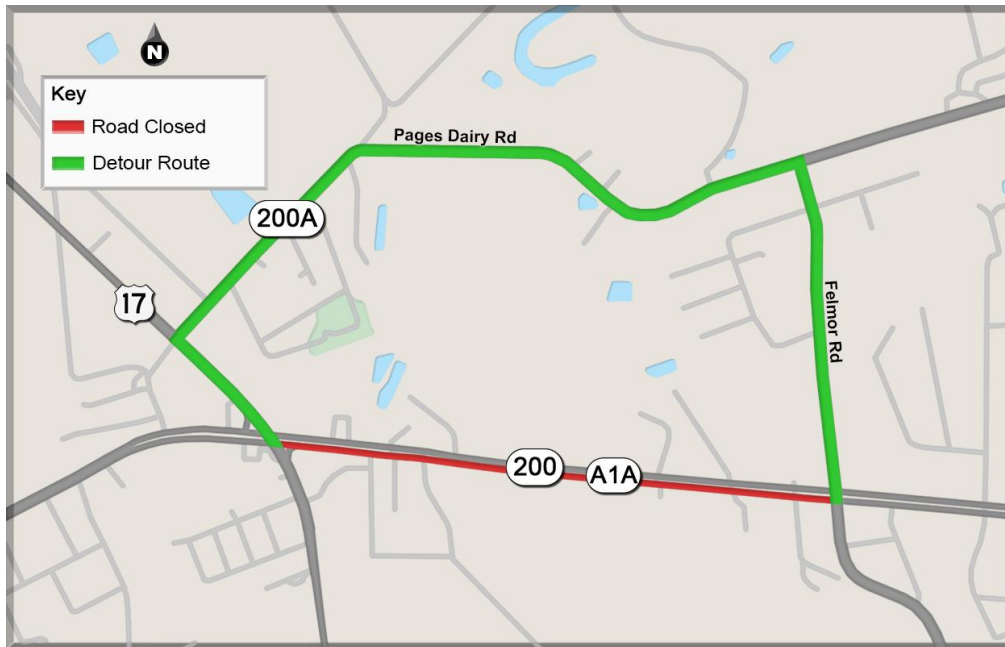 N
Key
Road Closed
Detour Route
Pages Dairy Rd
200A
17
Felmor Rd
200
A1A